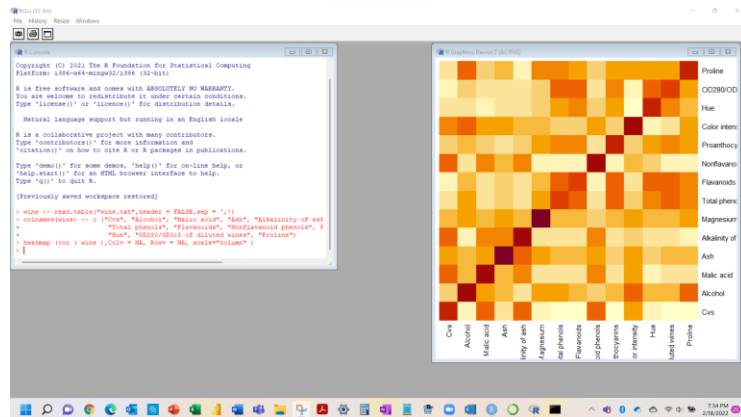 RGui (32-bit)
File History Resize Windows
R Console
Copyright (C) 2021 The R Foundation for Statistical Computing
Platform: i386-w64-mingw32/i386 (32-bit)
R is free software and comes with ABSOLUTELY NO WARRANTY.
You are welcome to redistribute it under certain conditions.
Type 'license()' or 'licence()' for distribution details.
Natural language support but running in an English locale
R is a collaborative project with many contributors.
Type 'contributors()' for more information and
'citation()' on how to cite R or R packages in publications.
Type 'demo()' for some demos, 'help()' for on-line help, or
'help.start()' for an HTML browser interface to help.
Type 'q()' to quit R.
[Previously saved workspace restored]
> wine <- read.table("wine.txt",header = FALSE,sep = ',')
> colnames(wine) <- c ("Cvs", "Alcohol", "Malic acid", "Ash", "Alkalinity of as
+ "Total phenols", "Flavanoids", "Nonflavanoid phenols",
+ "Hue", "OD280/OD315 of diluted wines", "Proline")
> heatmap (cor ( wine ),Colv = NA, Rowv = NA, scale="column" )
>
R Graphics: Device 2 (ACTIVE)
Proline
OD280/OD
Hue
Color intens
Proanthocy
Nonflavano
Flavanoids
Total pheno
Magnesium
Alkalinity of
Ash
Malic acid
Alcohol
Cvs
Cvs
Alcohol
Malic acid
Ash
linity of ash
Magnesium
tal phenols
Flavanoids
oid phenols
thocyanins
or intensity
Hue
luted wines
Proline
7:34 PM
2/18/2022